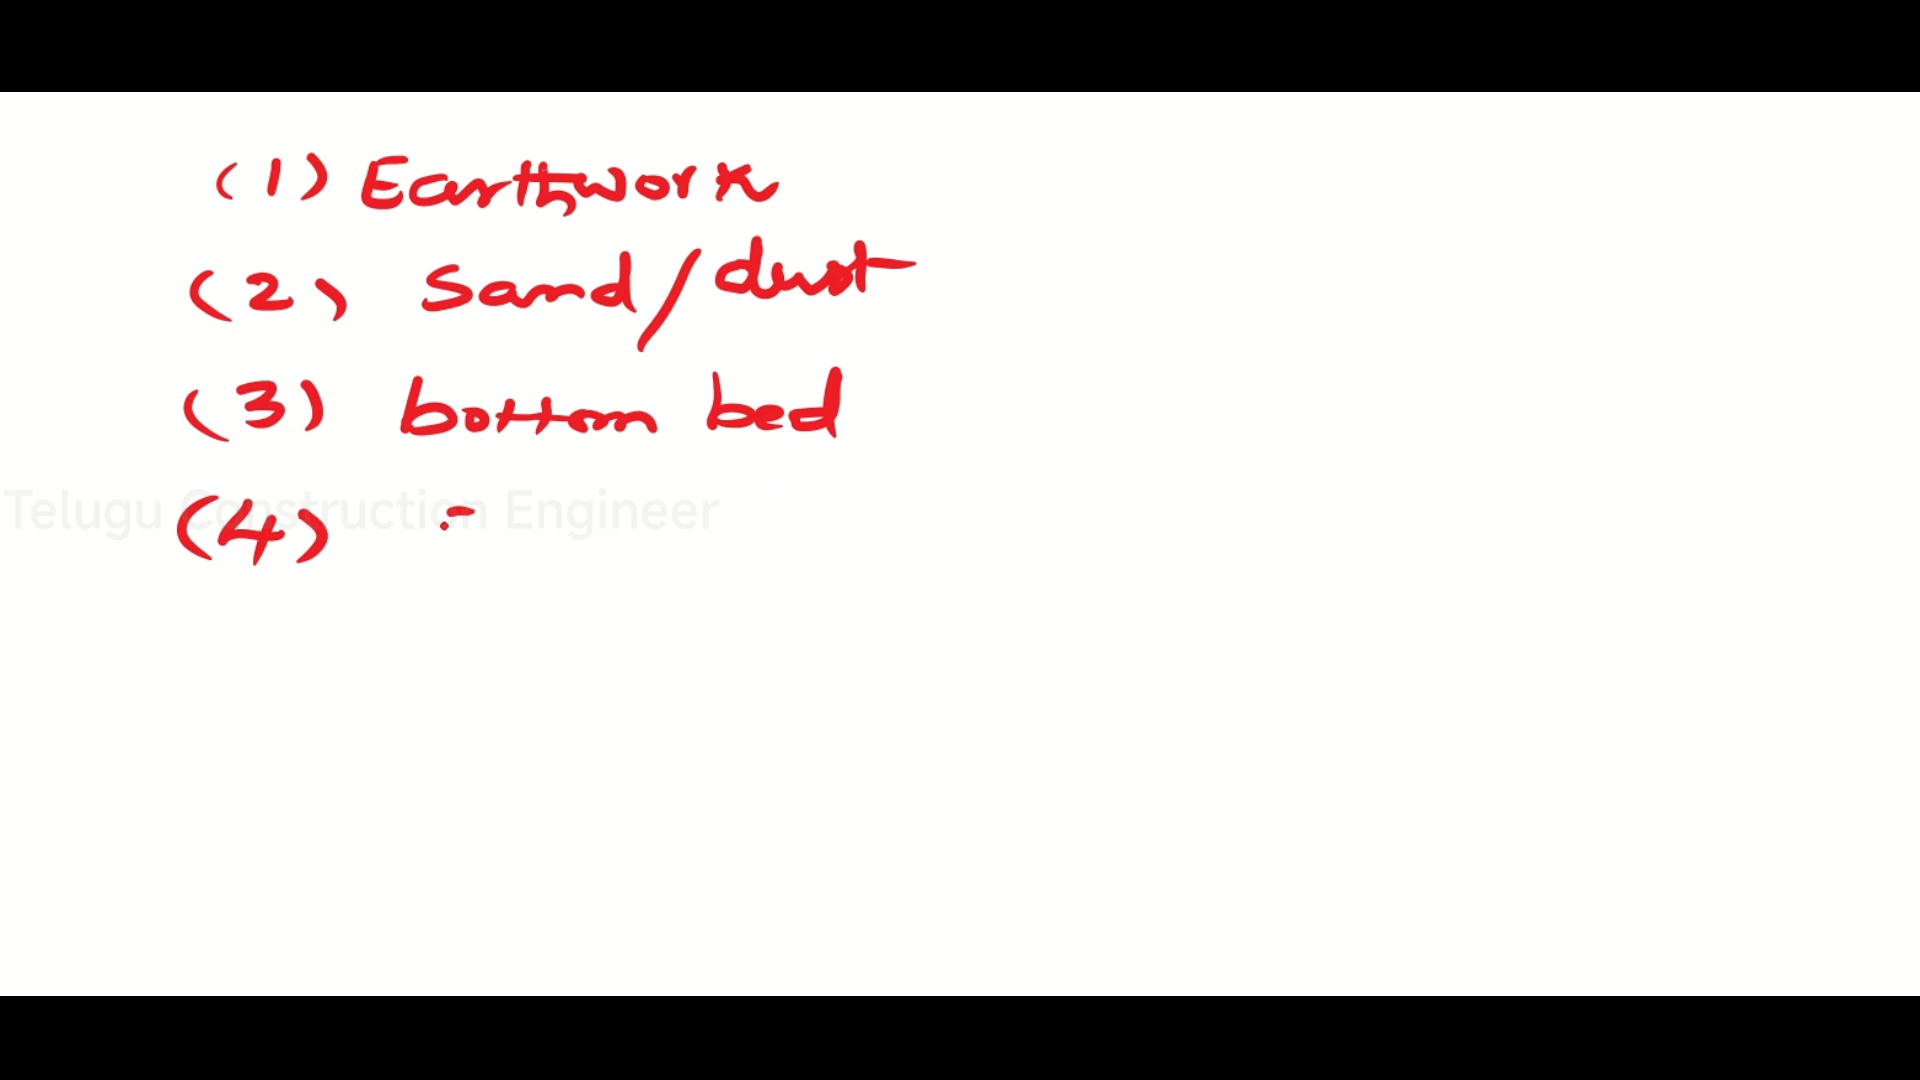 (1) Earthwork
(2) Sand/dust
(3) bottom bed
Telugu Construction Engineer
(4)